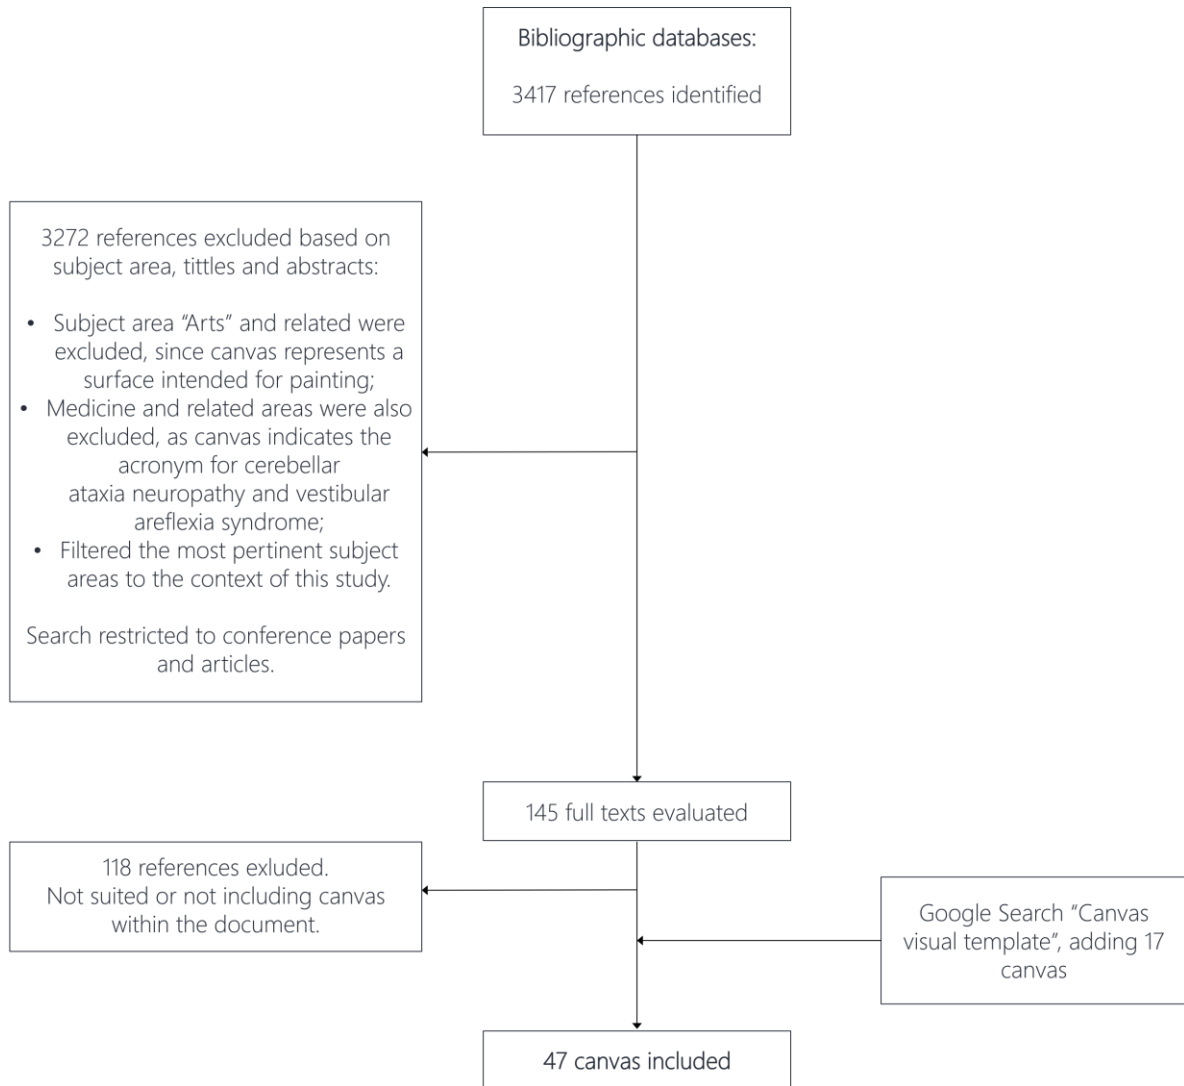 Bibliographic databases:
3417 references identified
3272 references excluded based on
subject area, tittles and abstracts:
• Subject area “Arts” and related were
excluded, since canvas represents a
surface intended for painting;
• Medicine and related areas were also
excluded, as canvas indicates the
acronym for cerebellar
ataxia neuropathy and vestibular
areflexia syndrome;
• Filtered the most pertinent subject
areas to the context of this study.
Search restricted to conference papers
and articles.
145 full texts evaluated
118 references exluded.
Not suited or not including canvas
within the document.
Google Search “Canvas
visual template”, adding 17
canvas
47 canvas included